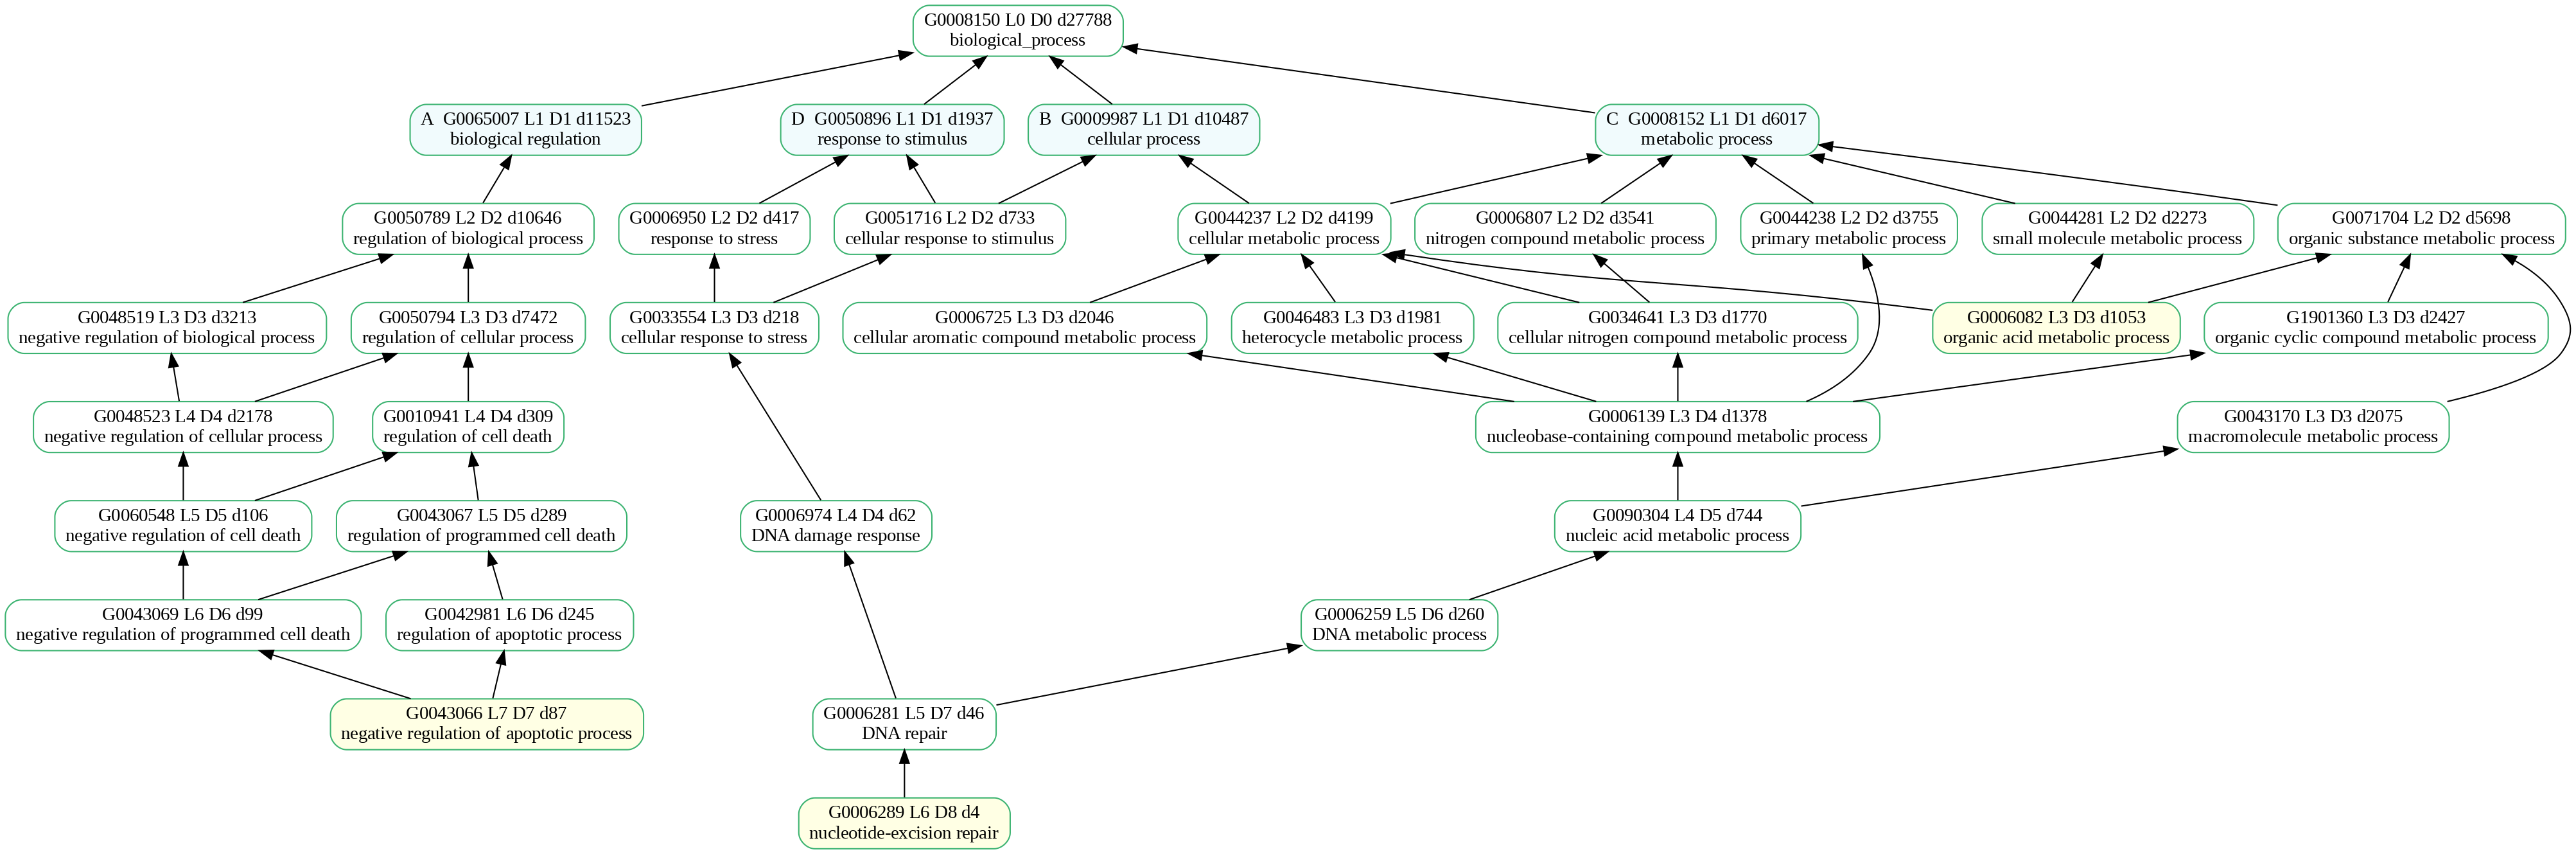 G0008150 L0 D0 d27788
biological_process
A  G0065007 L1 D1 d11523
biological regulation
D  G0050896 L1 D1 d1937
response to stimulus
B  G0009987 L1 D1 d10487
cellular process
C  G0008152 L1 D1 d6017
metabolic process
G0050789 L2 D2 d10646
regulation of biological process
G0006950 L2 D2 d417
response to stress
G0051716 L2 D2 d733
cellular response to stimulus
G0044237 L2 D2 d4199
cellular metabolic process
G0006807 L2 D2 d3541
nitrogen compound metabolic process
G0044238 L2 D2 d3755
primary metabolic process
G0044281 L2 D2 d2273
small molecule metabolic process
G0071704 L2 D2 d5698
organic substance metabolic process
G0048519 L3 D3 d3213
negative regulation of biological process
G0050794 L3 D3 d7472
regulation of cellular process
G0033554 L3 D3 d218
cellular response to stress
G0006725 L3 D3 d2046
cellular aromatic compound metabolic process
G0046483 L3 D3 d1981
heterocycle metabolic process
G0034641 L3 D3 d1770
cellular nitrogen compound metabolic process
G0006082 L3 D3 d1053
organic acid metabolic process
G1901360 L3 D3 d2427
organic cyclic compound metabolic process
G0048523 L4 D4 d2178
negative regulation of cellular process
G0010941 L4 D4 d309
regulation of cell death
G0006139 L3 D4 d1378
nucleobase-containing compound metabolic process
G0043170 L3 D3 d2075
macromolecule metabolic process
G0060548 L5 D5 d106
negative regulation of cell death
G0043067 L5 D5 d289
regulation of programmed cell death
G0006974 L4 D4 d62
DNA damage response
G0090304 L4 D5 d744
nucleic acid metabolic process
G0043069 L6 D6 d99
negative regulation of programmed cell death
G0042981 L6 D6 d245
regulation of apoptotic process
G0006259 L5 D6 d260
DNA metabolic process
G0043066 L7 D7 d87
negative regulation of apoptotic process
G0006281 L5 D7 d46
DNA repair
G0006289 L6 D8 d4
nucleotide-excision repair